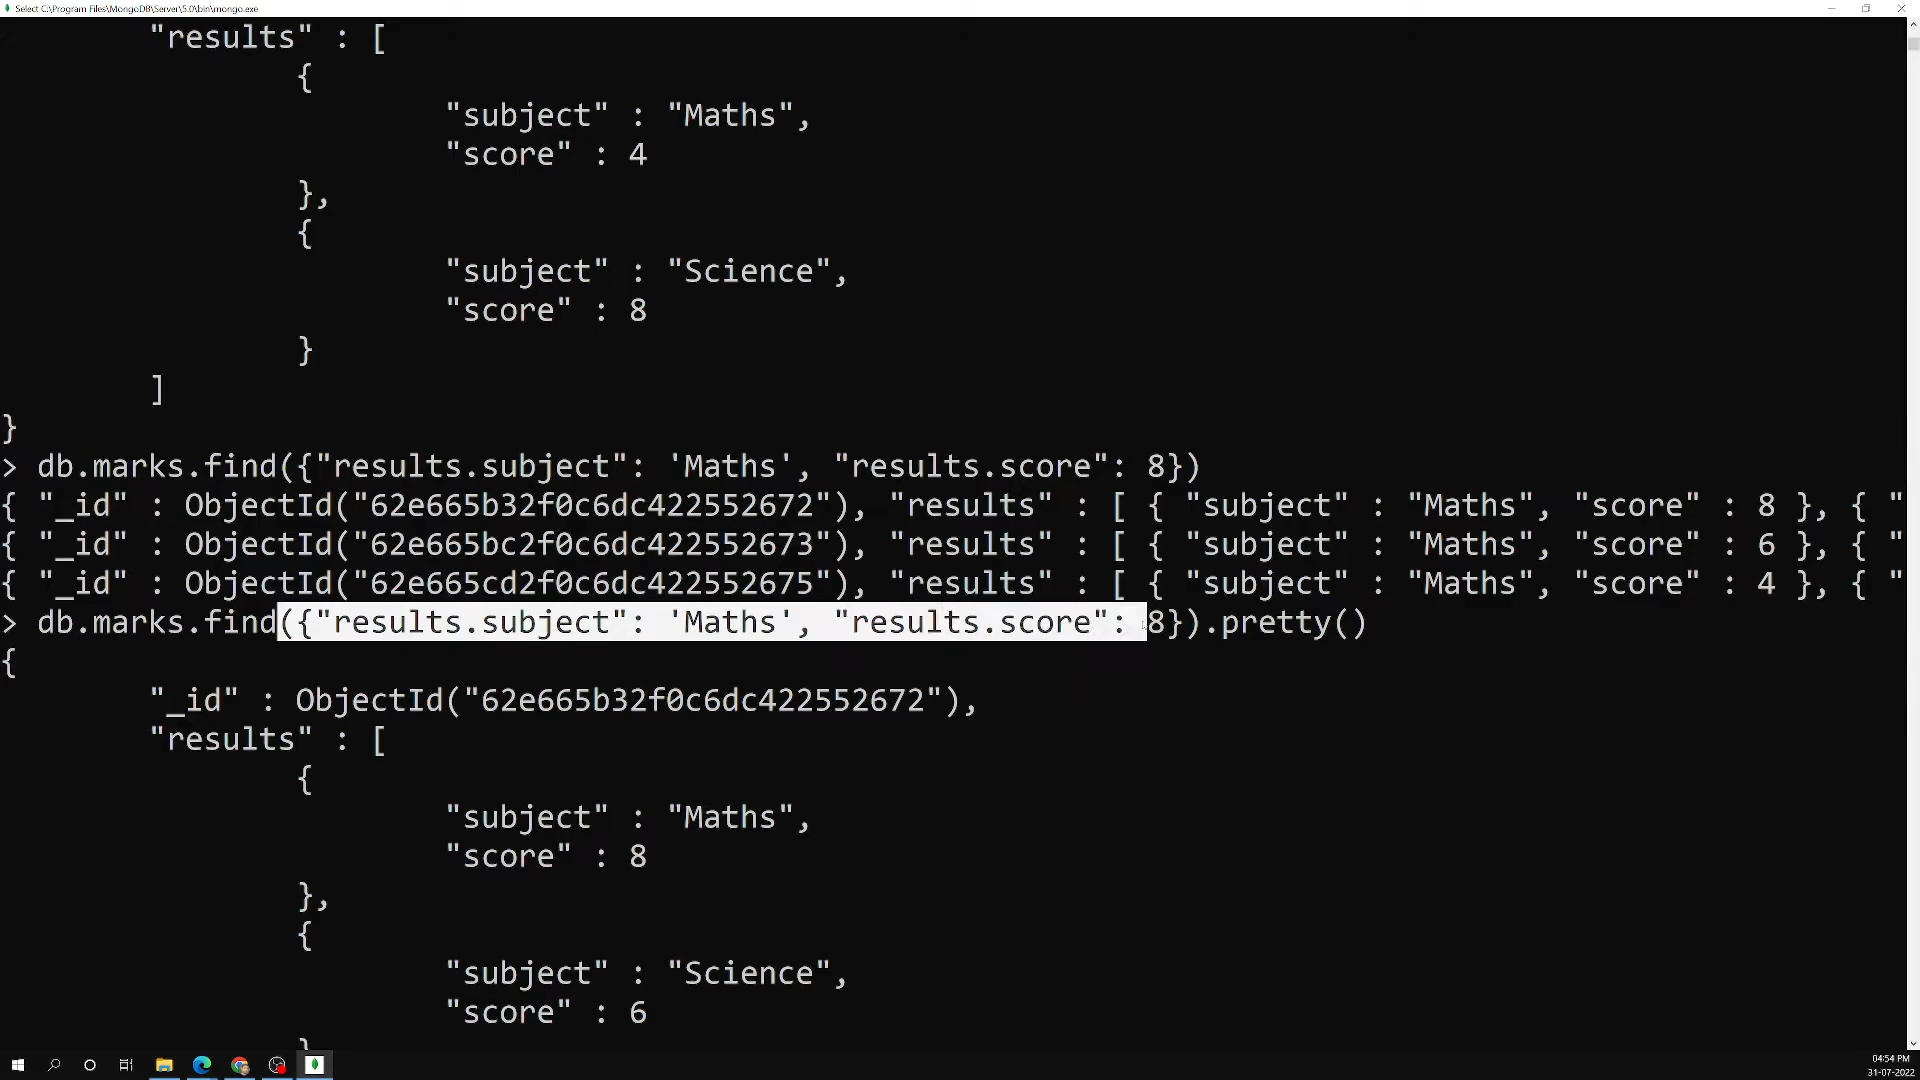 Select C:\Program Files\MongoDB\Server\5.0\bin\mongo.exe
"results" : [
{
"subject" : "Maths",
"score" : 4
},
{
"subject" : "Science",
"score" : 8
}
]
}
> db.marks.find({"results.subject": 'Maths', "results.score": 8})
{ "_id" : ObjectId("62e665b32f0c6dc422552672"), "results" : [ { "subject" : "Maths", "score" : 8 }, { "
{ "_id" : ObjectId("62e665bc2f0c6dc422552673"), "results" : [ { "subject" : "Maths", "score" : 6 }, { "
{ "_id" : ObjectId("62e665cd2f0c6dc422552675"), "results" : [ { "subject" : "Maths", "score" : 4 }, { "
> db.marks.find({"results.subject": 'Maths', "results.score": 8}).pretty()
{
"_id" : ObjectId("62e665b32f0c6dc422552672"),
"results" : [
{
"subject" : "Maths",
"score" : 8
},
{
"subject" : "Science",
"score" : 6
}
04:54 PM
31-07-2022